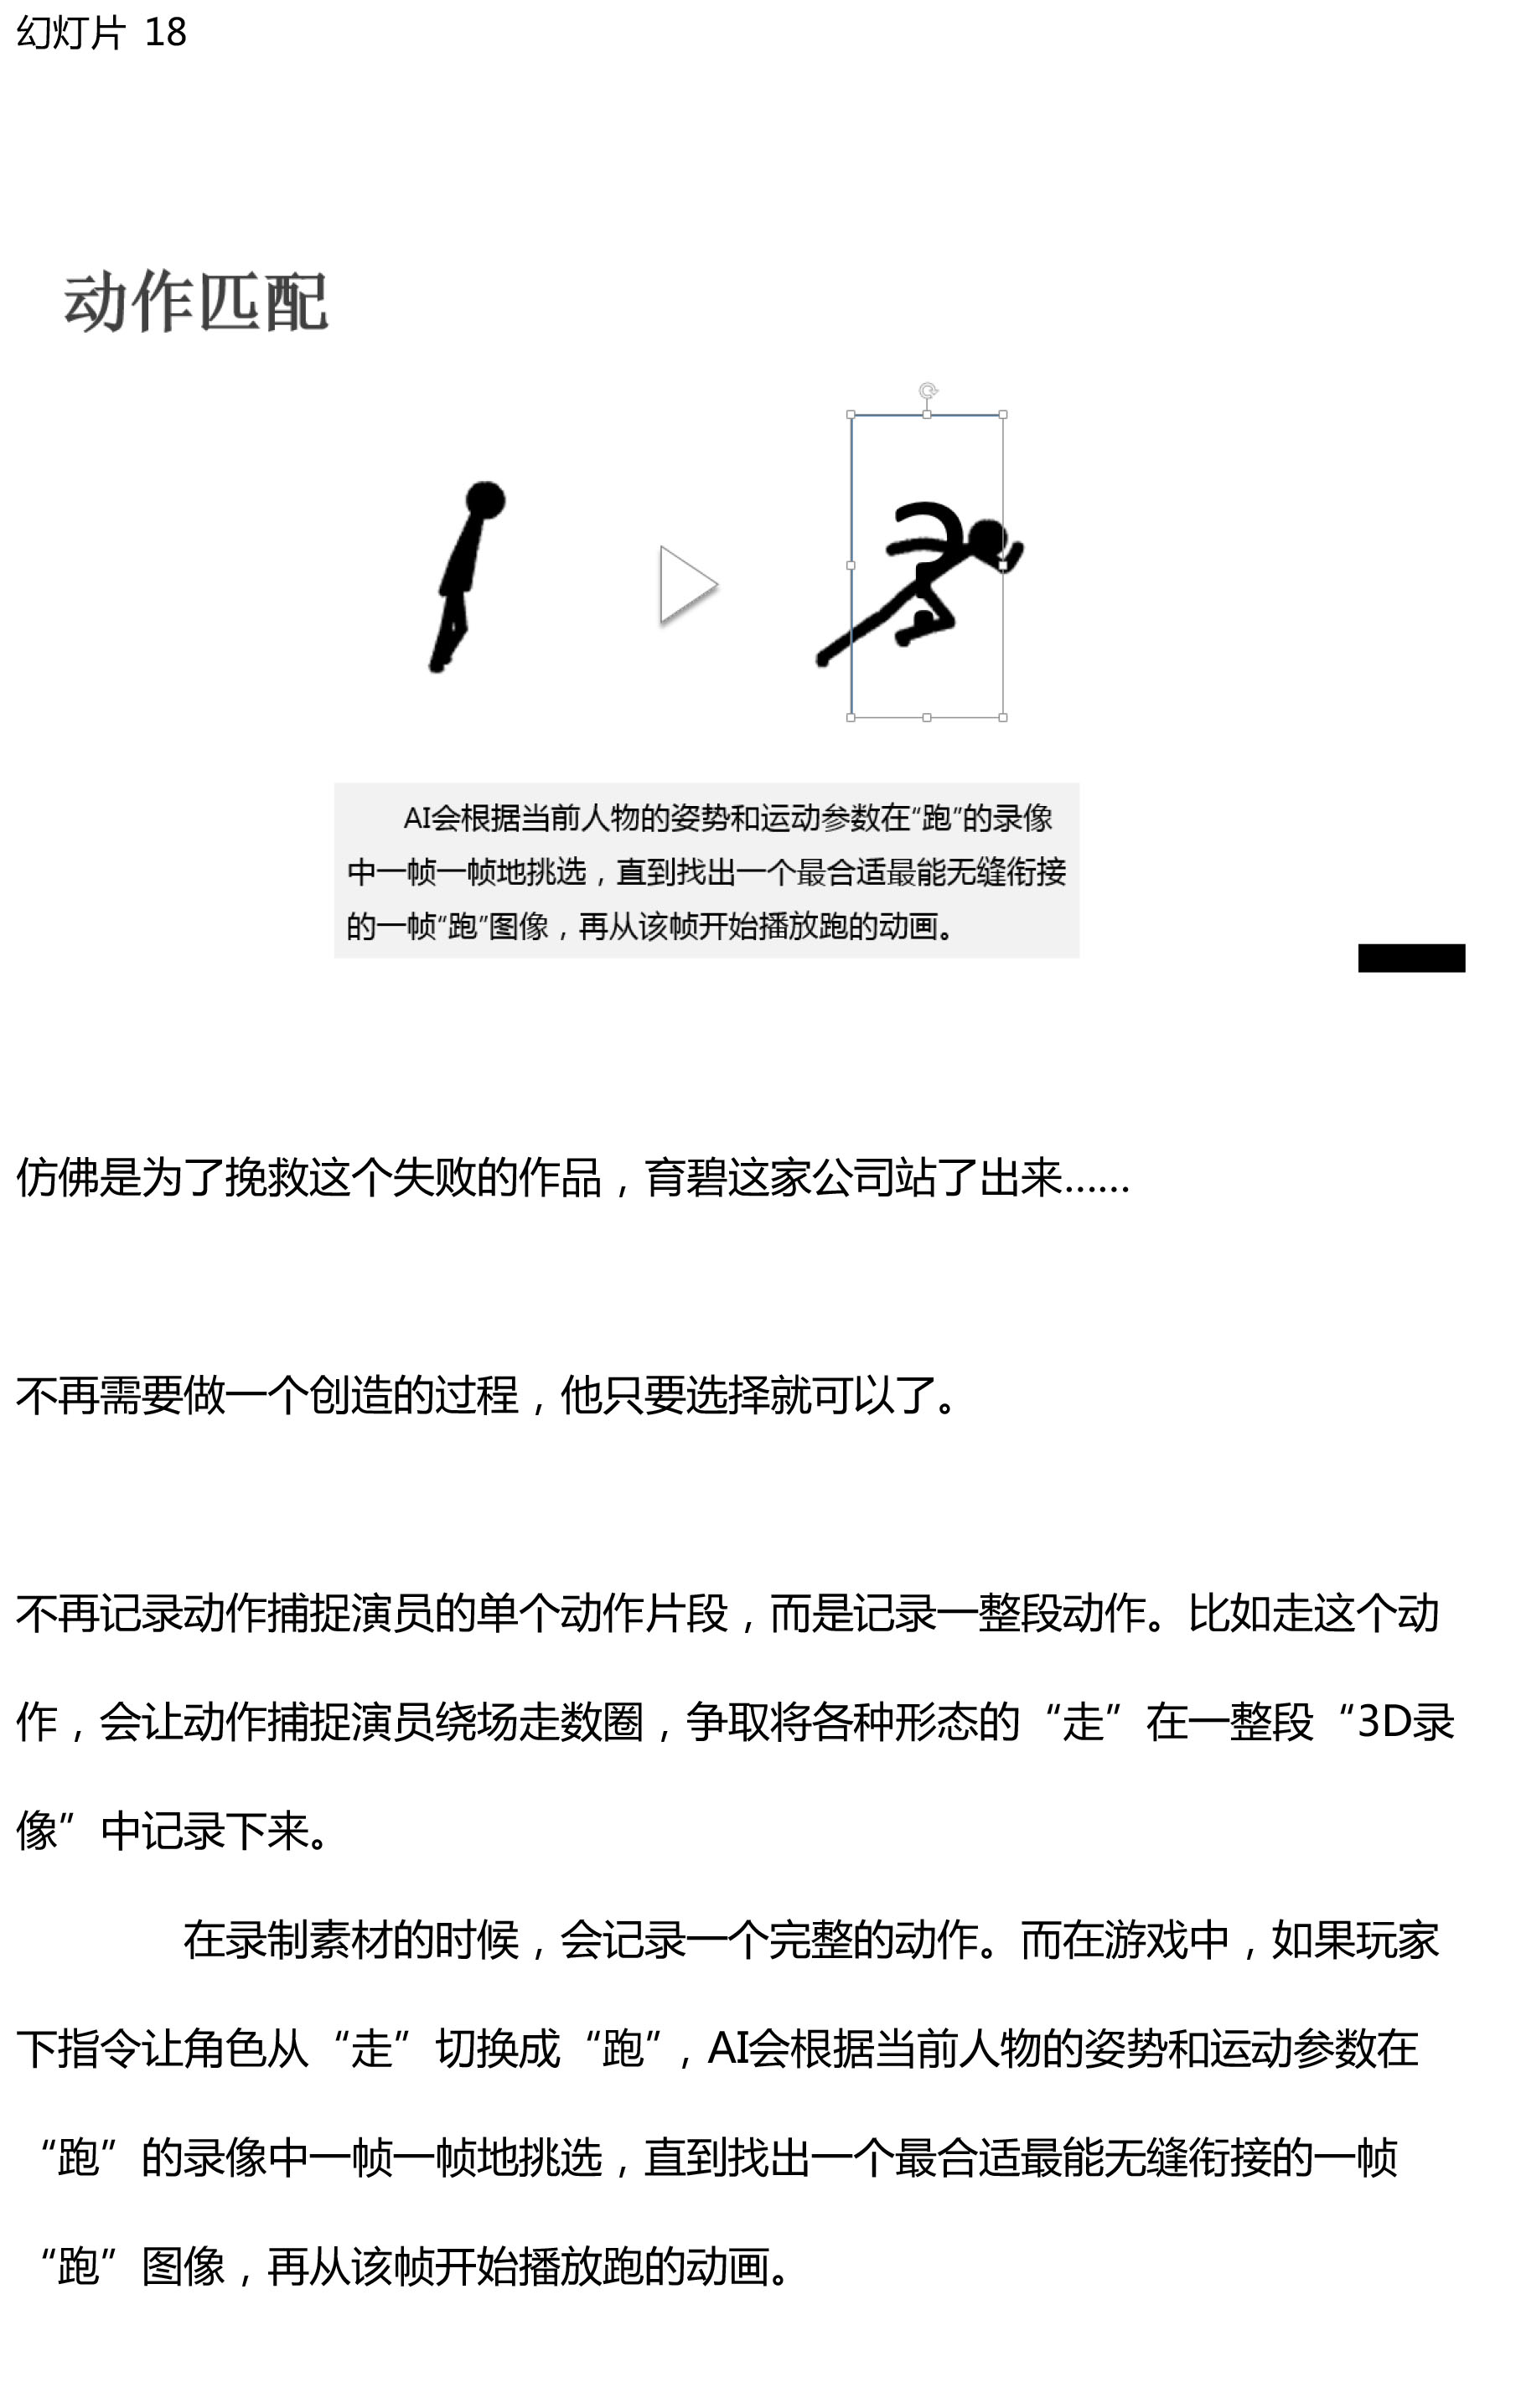 幻灯片 18
动作匹配
AI会根据当前人物的姿势和运动参数在“跑”的录像
中一帧一帧地挑选，直到找出一个最合适最能无缝衔接
的一帧“跑”图像，再从该帧开始播放跑的动画。
仿佛是为了挽救这个失败的作品，育碧这家公司站了出来……
不再需要做一个创造的过程，他只要选择就可以了。
不再记录动作捕捉演员的单个动作片段，而是记录一整段动作。比如走这个动
作，会让动作捕捉演员绕场走数圈，争取将各种形态的“走”在一整段“3D录
像”中记录下来。
在录制素材的时候，会记录一个完整的动作。而在游戏中，如果玩家
下指令让角色从“走”切换成“跑”，AI会根据当前人物的姿势和运动参数在
“跑”的录像中一帧一帧地挑选，直到找出一个最合适最能无缝衔接的一帧
“跑”图像，再从该帧开始播放跑的动画。